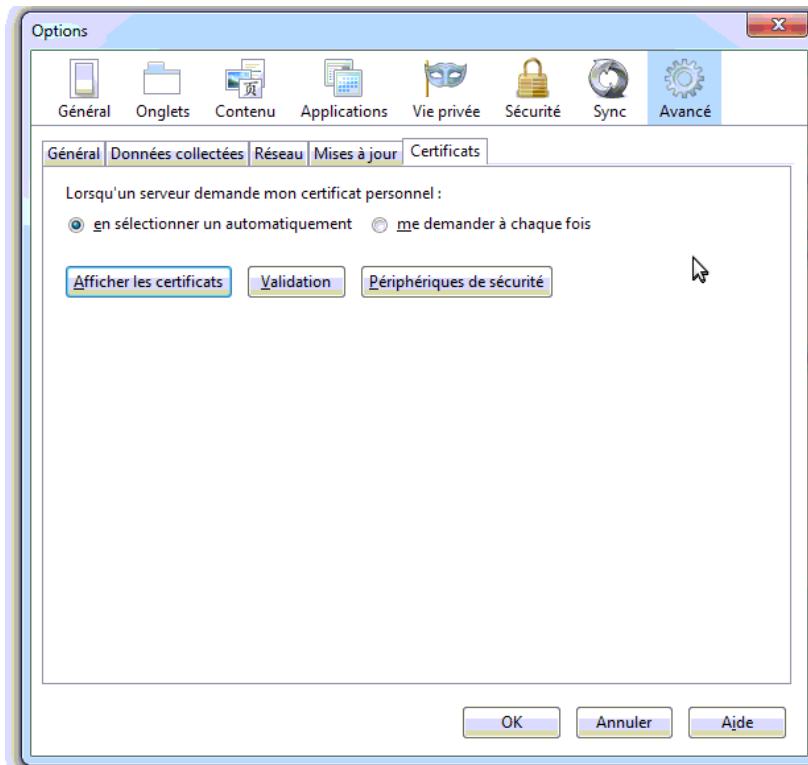 Options
Général Onglets Contenu Applications Vie privée Sécurité Sync Avancé
Général Données collectées Réseau Mises à jour Certificats
Lorsqu'un serveur demande mon certificat personnel :
en sélectionner un automatiquement me demander à chaque fois
Afficher les certificats Validation Périphériques de sécurité
OK Annuler Aide